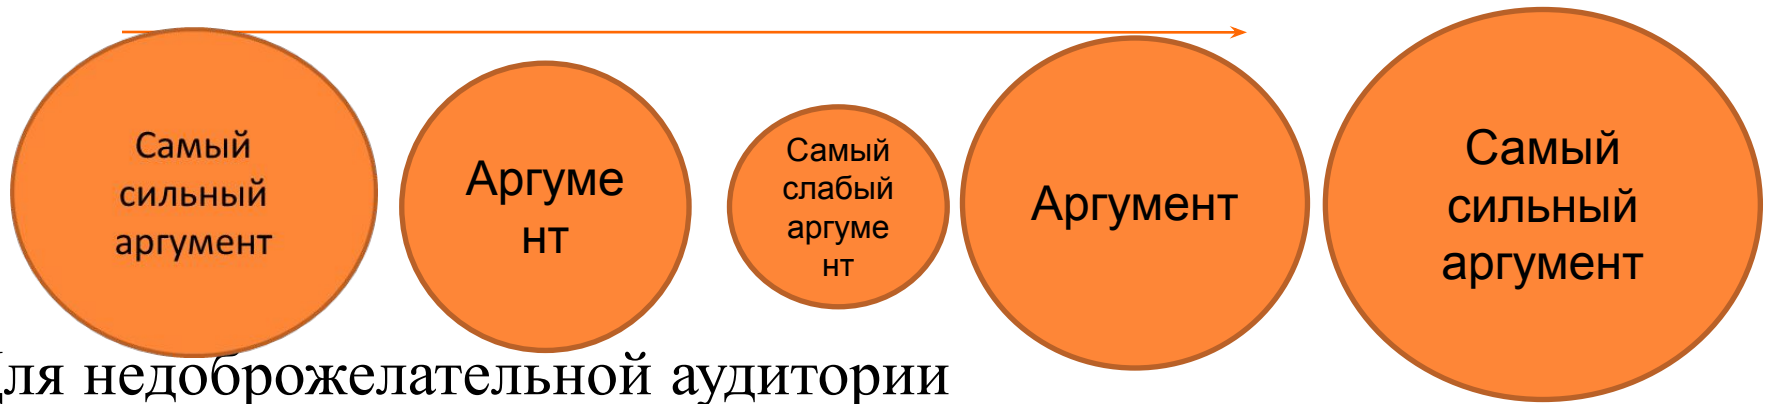 Самый
сильный
аргумент
Аргуме
нт
Самый
слабый
аргуме
нт
Аргумент
Самый
сильный
аргумент
для недоброжелательной аудитории